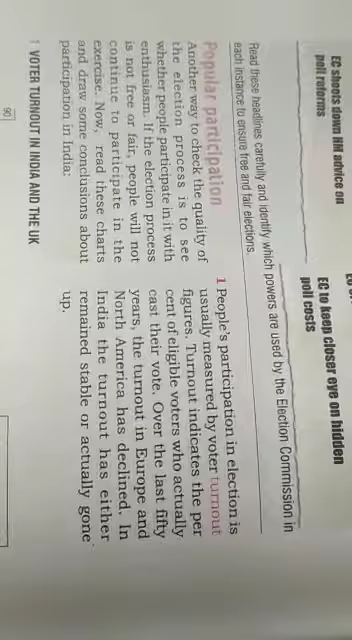 EC shoots down HM advice on
poll reforms
EC to keep closer eye on hidden
poll costs
Read these headlines carefully and identify which powers are used by the Election Commission in
each instance to ensure free and fair elections.
Popular participation
Another way to check the quality of
the election process is to see
whether people participate in it with
enthusiasm. If the election process
is not free or fair, people will not
continue to participate in the
exercise. Now, read these charts
and draw some conclusions about
participation in India:
1 People's participation in election is
usually measured by voter turnout
figures. Turnout indicates the per
cent of eligible voters who actually
cast their vote. Over the last fifty
years, the turnout in Europe and
North America has declined. In
India the turnout has either
remained stable or actually gone
up.
1 VOTER TURNOUT IN INDIA AND THE UK
90